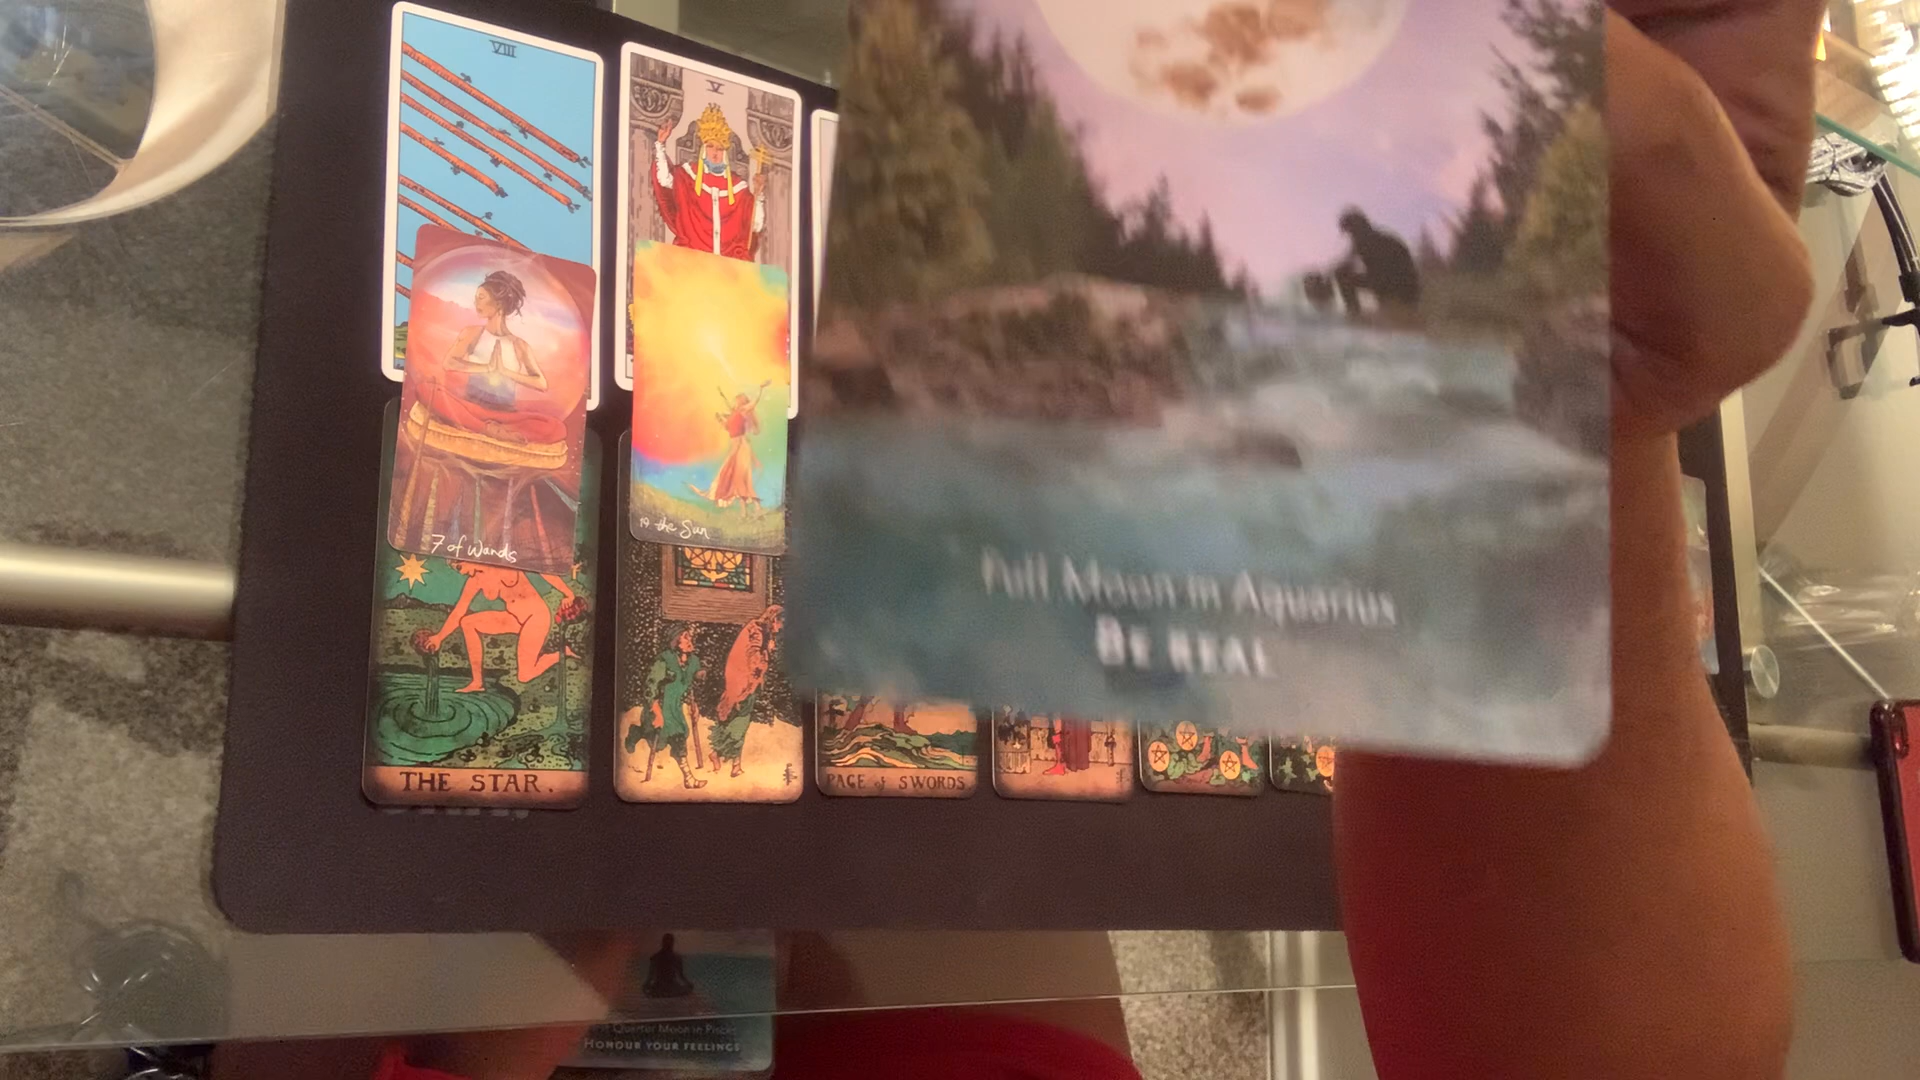 VIII
V
7 of Wands
19 the Sun
Full Moon in Aquarius
BE REAL
THE STAR.
PAGE of SWORDS
Quarter Moon in Pisces
HONOUR YOUR FEELINGS